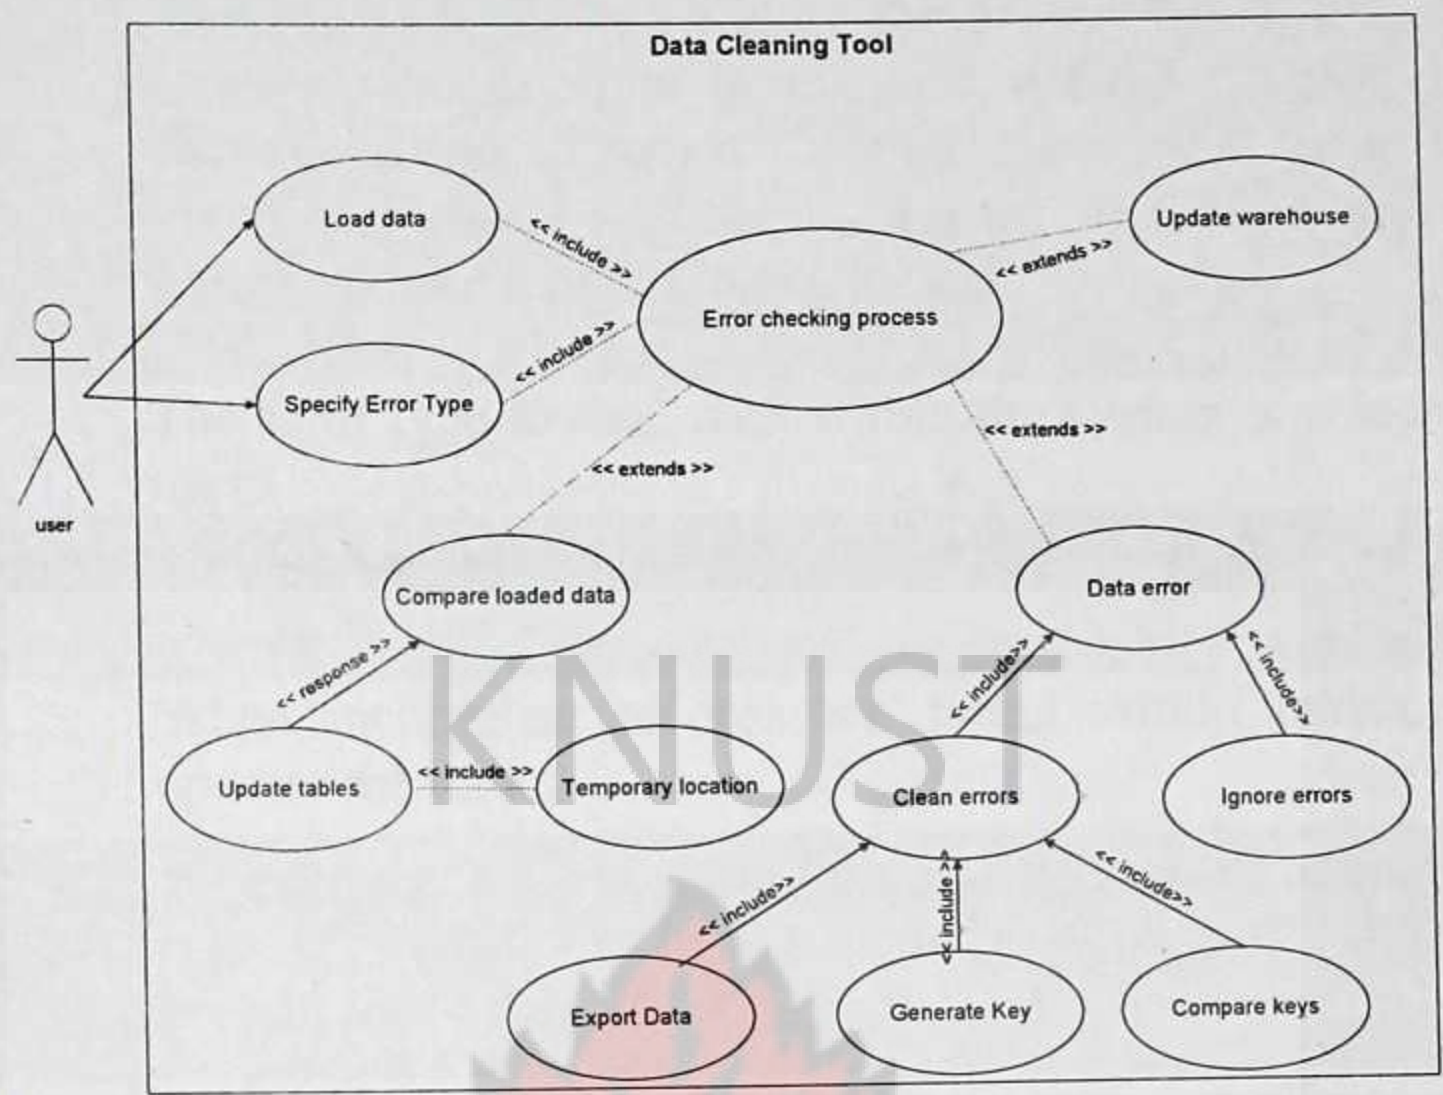 Data Cleaning Tool
Load data
<< include >>
Update warehouse
<< extends >>
Error checking process
<< include >>
Specify Error Type
<< extends >>
<< extends >>
user
Compare loaded data
Data error
<< response >>
<< include>>
<< include>>
KNUST
Update tables
<< include >>
Temporary location
Clean errors
Ignore errors
<< include>>
<< include >>
<< include>>
Export Data
Generate Key
Compare keys